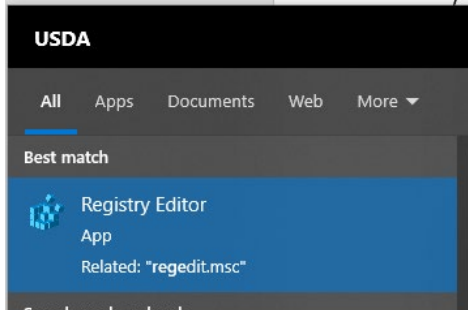 USDA
All Apps Documents Web More
Best match
Registry Editor
App
Related: "regedit.msc"